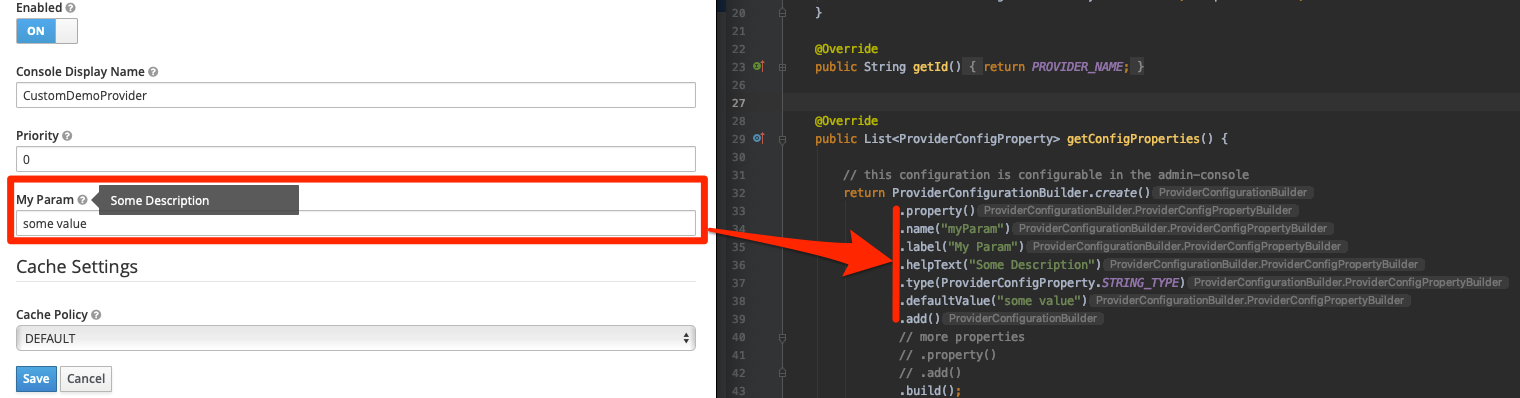 Enabled
ON
Console Display Name
CustomDemoProvider
Priority
0
My Param
Some Description
some value
Cache Settings
Cache Policy
DEFAULT
Save Cancel
20 }
21
22 @Override
23 public String getId() { return PROVIDER_NAME; }
26
27
28 @Override
29 public List<ProviderConfigProperty> getConfigProperties() {
30
31 // this configuration is configurable in the admin-console
32 return ProviderConfigurationBuilder.create() ProviderConfigurationBuilder
33 .property() ProviderConfigurationBuilder.ProviderConfigPropertyBuilder
34 .name("myParam") ProviderConfigurationBuilder.ProviderConfigPropertyBuilder
35 .label("My Param") ProviderConfigurationBuilder.ProviderConfigPropertyBuilder
36 .helpText("Some Description") ProviderConfigurationBuilder.ProviderConfigPropertyBuilder
37 .type(ProviderConfigProperty.STRING_TYPE) ProviderConfigurationBuilder.ProviderConfigPropertyBuilder
38 .defaultValue("some value") ProviderConfigurationBuilder.ProviderConfigPropertyBuilder
39 .add() ProviderConfigurationBuilder
40 // more properties
41 // .property()
42 // .add()
43 .build();